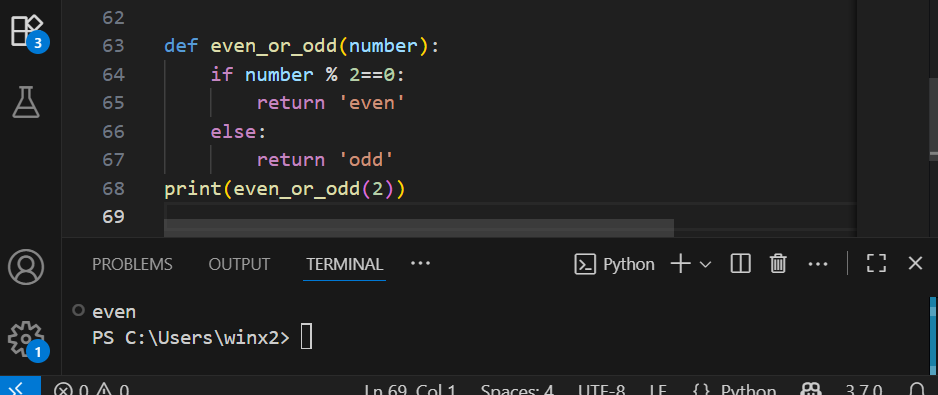 62
3
63 def even_or_odd(number):
64     if number % 2==0:
65         return 'even'
66     else:
67         return 'odd'
68 print(even_or_odd(2))
69
PROBLEMS OUTPUT TERMINAL ··· Python
even
PS C:\Users\winx2>
1
0 0 Ln 69, Col 1 Spaces: 4 UTF-8 LF {} Python 3.7.0